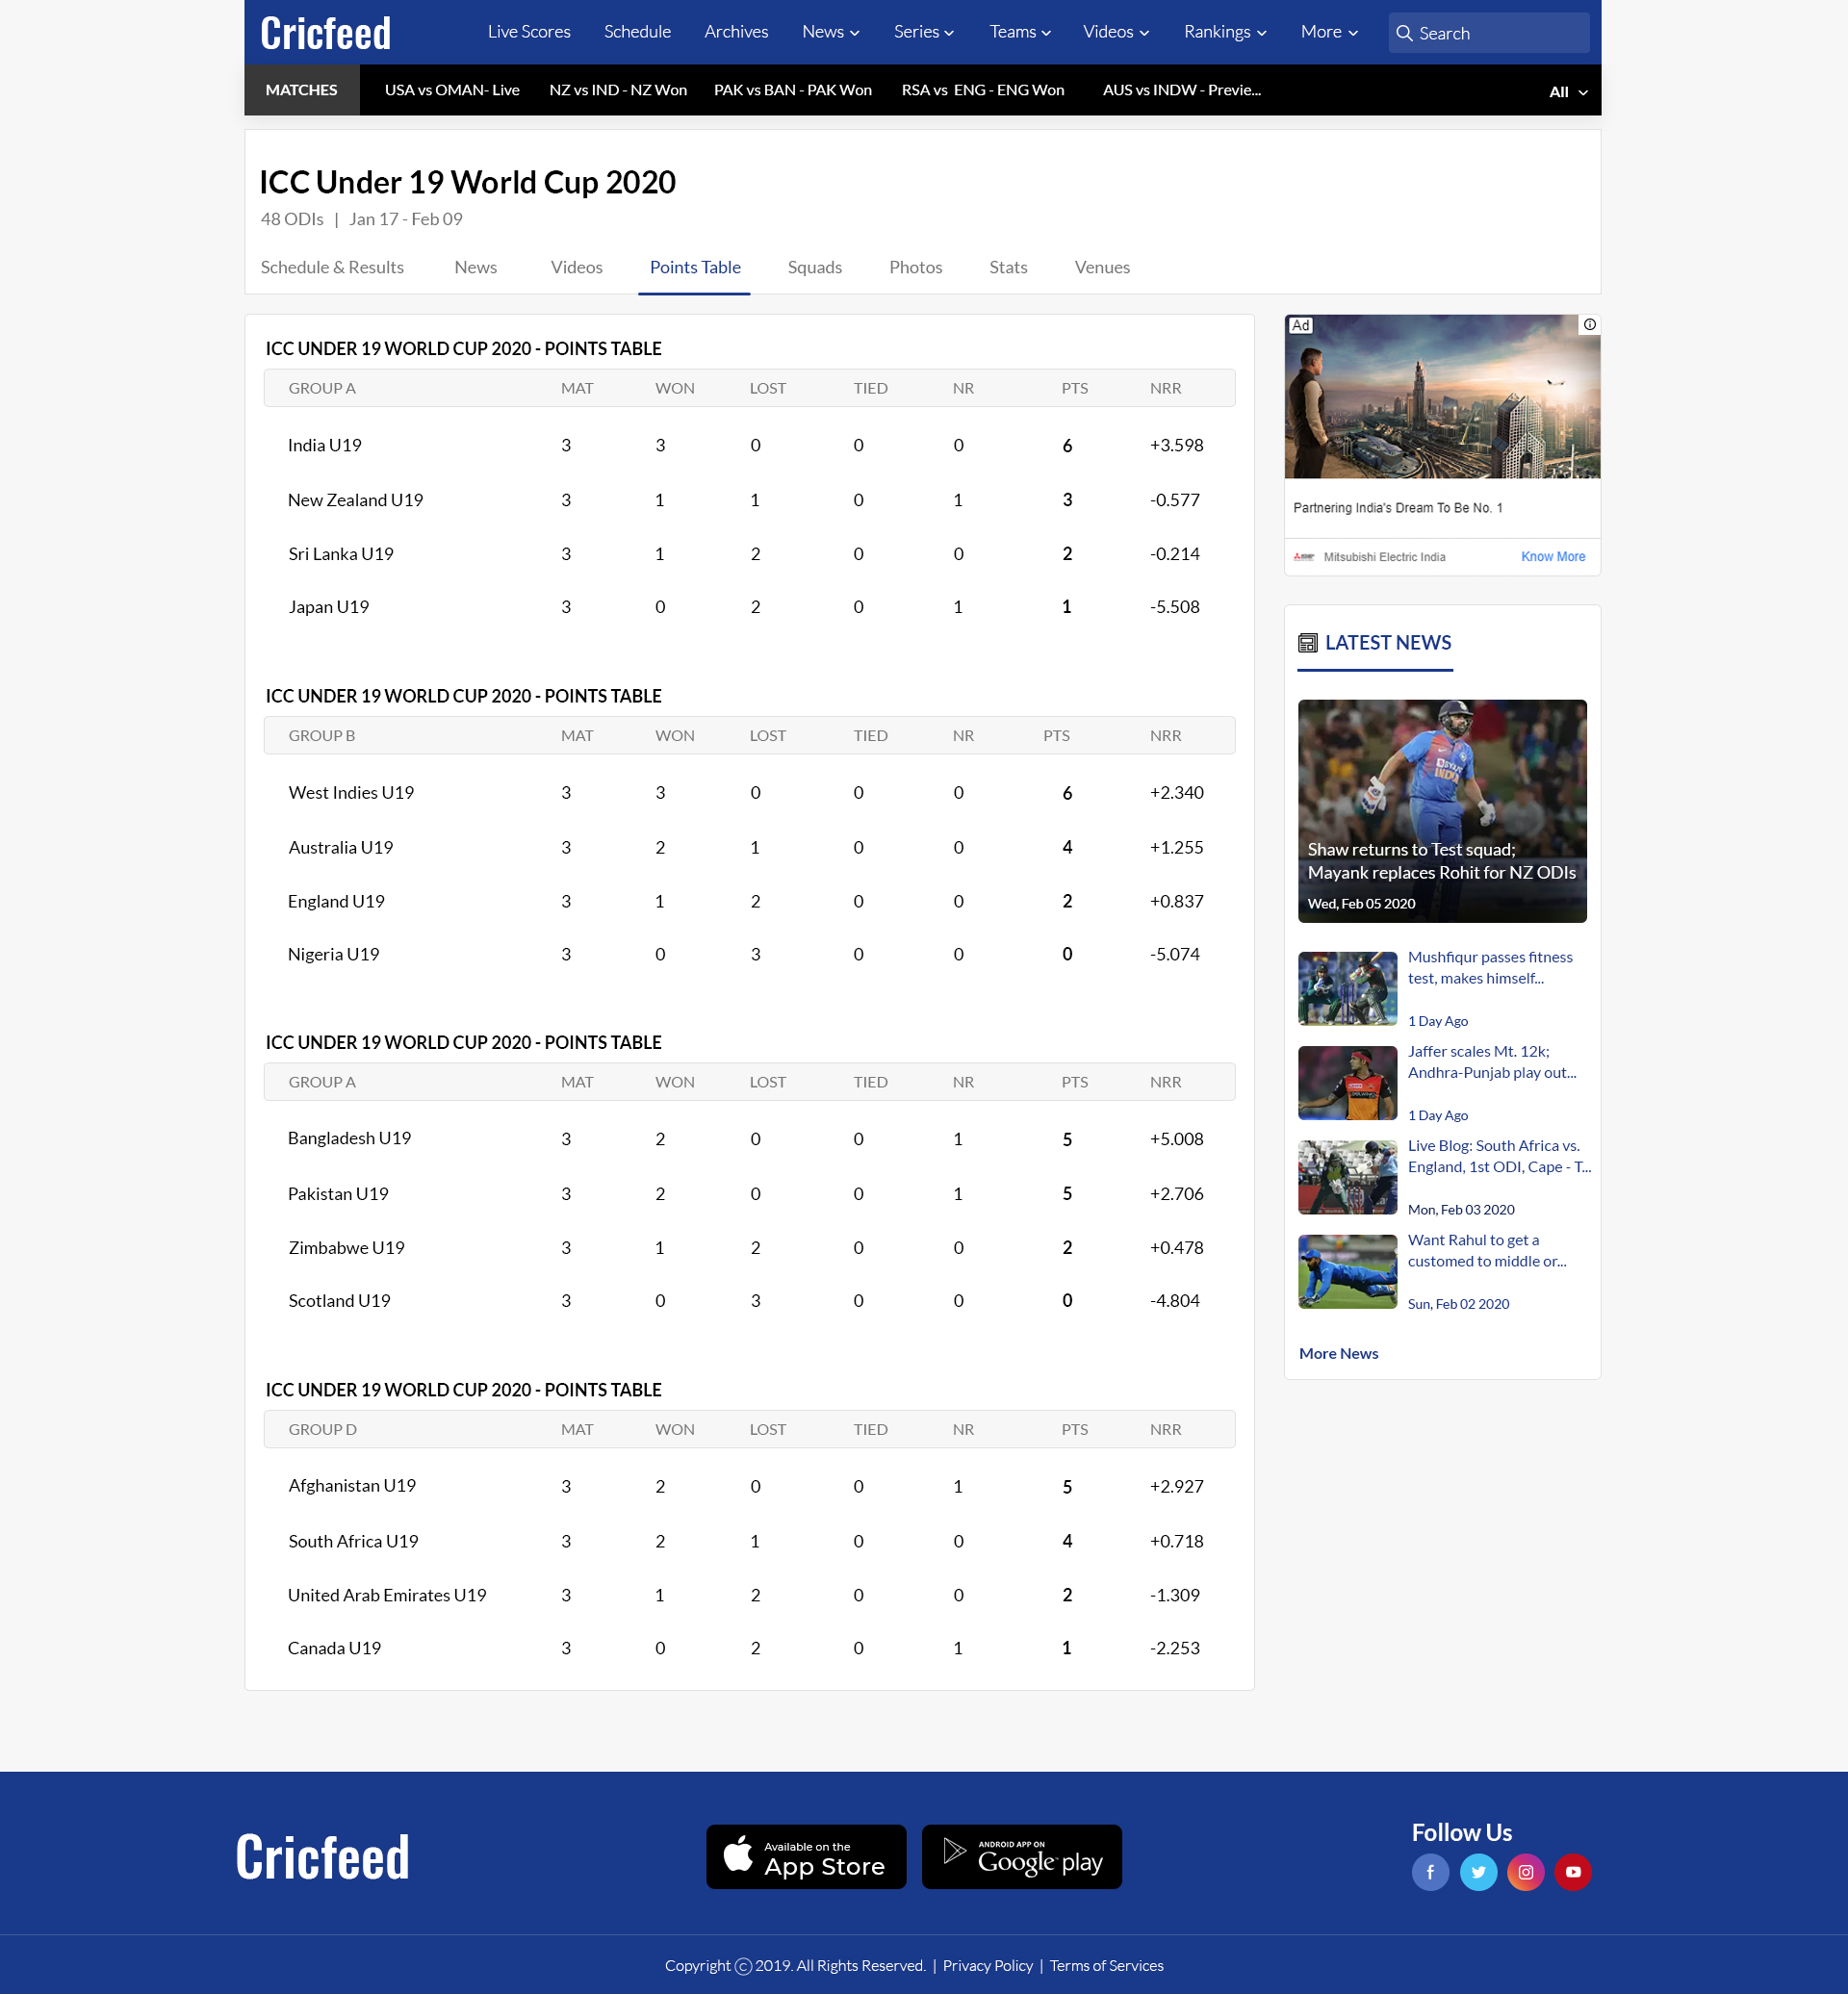 Cricfeed Live Scores Schedule Archives News Series Teams Videos Rankings More Search
MATCHES USA vs OMAN- Live NZ vs IND - NZ Won PAK vs BAN - PAK Won RSA vs ENG - ENG Won AUS vs INDW - Previe... All
ICC Under 19 World Cup 2020
48 ODIs | Jan 17 - Feb 09
Schedule & Results News Videos Points Table Squads Photos Stats Venues
ICC UNDER 19 WORLD CUP 2020 - POINTS TABLE
GROUP A MAT WON LOST TIED NR PTS NRR
India U19 3 3 0 0 0 6 +3.598
New Zealand U19 3 1 1 0 1 3 -0.577
Sri Lanka U19 3 1 2 0 0 2 -0.214
Japan U19 3 0 2 0 1 1 -5.508
ICC UNDER 19 WORLD CUP 2020 - POINTS TABLE
GROUP B MAT WON LOST TIED NR PTS NRR
West Indies U19 3 3 0 0 0 6 +2.340
Australia U19 3 2 1 0 0 4 +1.255
England U19 3 1 2 0 0 2 +0.837
Nigeria U19 3 0 3 0 0 0 -5.074
ICC UNDER 19 WORLD CUP 2020 - POINTS TABLE
GROUP A MAT WON LOST TIED NR PTS NRR
Bangladesh U19 3 2 0 0 1 5 +5.008
Pakistan U19 3 2 0 0 1 5 +2.706
Zimbabwe U19 3 1 2 0 0 2 +0.478
Scotland U19 3 0 3 0 0 0 -4.804
ICC UNDER 19 WORLD CUP 2020 - POINTS TABLE
GROUP D MAT WON LOST TIED NR PTS NRR
Afghanistan U19 3 2 0 0 1 5 +2.927
South Africa U19 3 2 1 0 0 4 +0.718
United Arab Emirates U19 3 1 2 0 0 2 -1.309
Canada U19 3 0 2 0 1 1 -2.253
Ad
Partnering India's Dream To Be No. 1
Mitsubishi Electric India Know More
LATEST NEWS
INDIA
Shaw returns to Test squad;
Mayank replaces Rohit for NZ ODIs
Wed, Feb 05 2020
Mushfiqur passes fitness
test, makes himself...
1 Day Ago
Jaffer scales Mt. 12k;
Andhra-Punjab play out...
1 Day Ago
Live Blog: South Africa vs.
England, 1st ODI, Cape - T...
Mon, Feb 03 2020
Want Rahul to get a
customed to middle or...
Sun, Feb 02 2020
More News
Cricfeed
Available on the
App Store
ANDROID APP ON
Google play
Follow Us
Copyright © 2019. All Rights Reserved. | Privacy Policy | Terms of Services